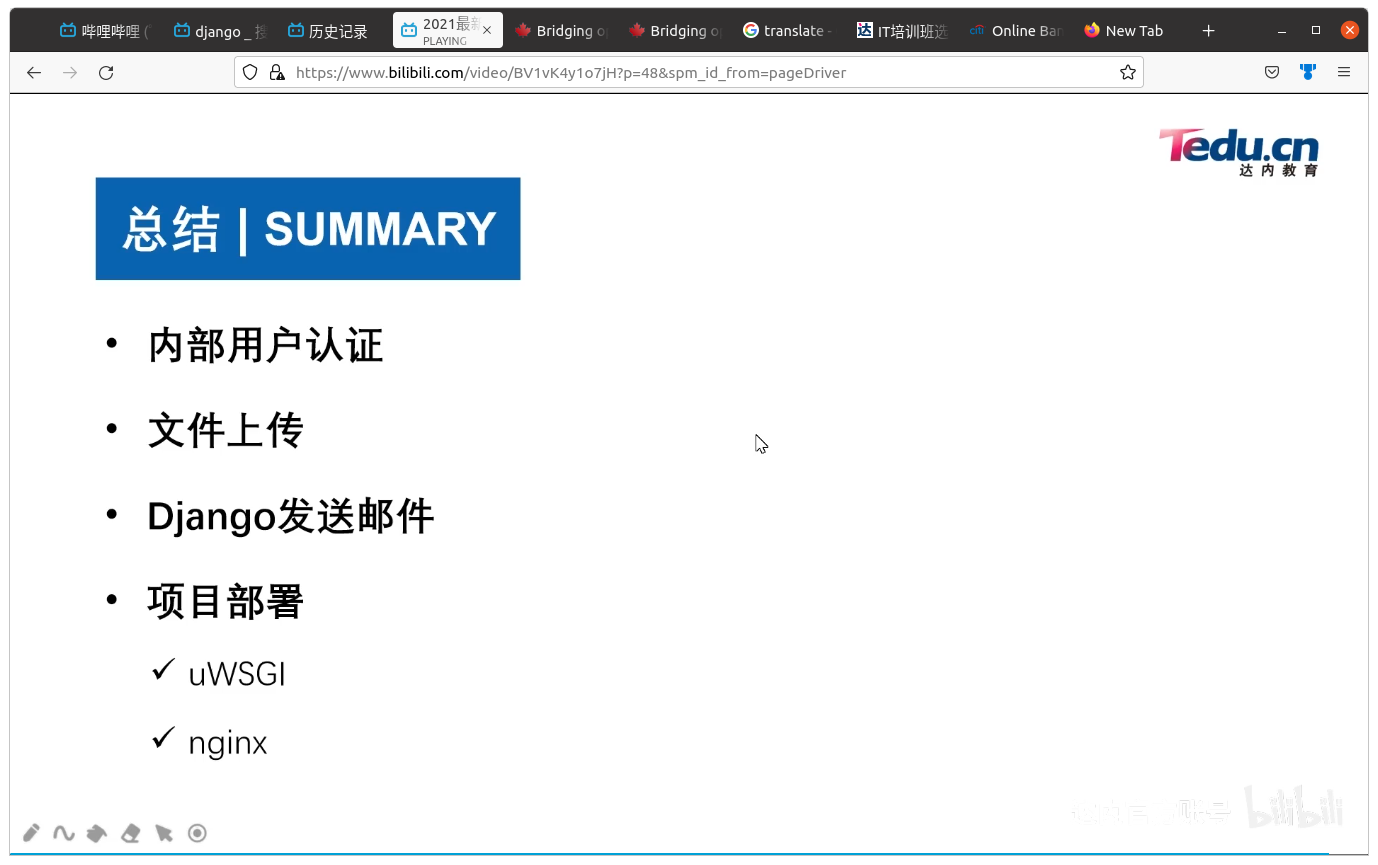 哔哩哔哩 (
django _ 搜
历史记录
2021最新
PLAYING
Bridging o
Bridging o
translate -
IT培训班选
Online Ban
New Tab
https://www.bilibili.com/video/BV1vK4y1o7jH?p=48&spm_id_from=pageDriver
Tedu.cn
达内教育
总结 | SUMMARY
• 内部用户认证
• 文件上传
• Django发送邮件
• 项目部署
✓ uWSGI
✓ nginx
bilibili